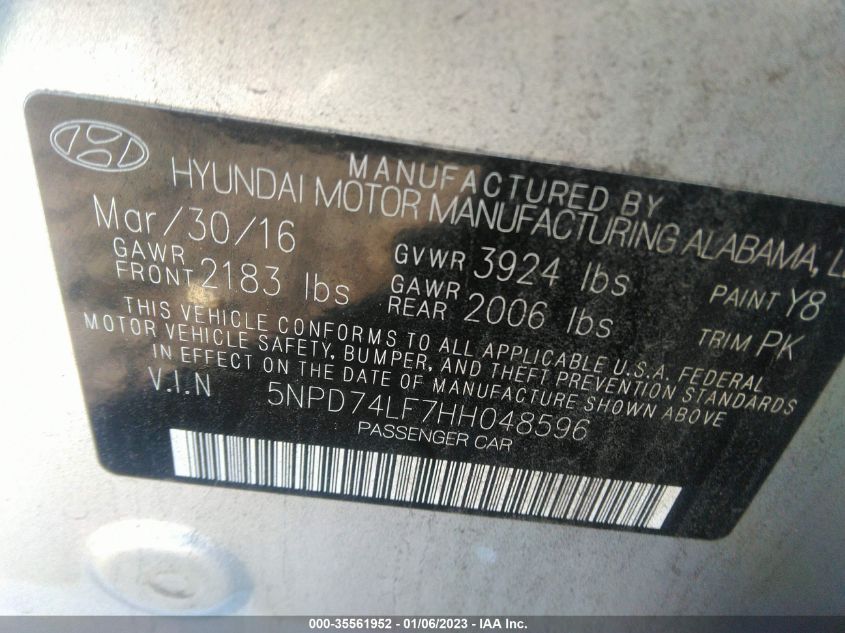 MANUFACTURED BY
HYUNDAI MOTOR MANUFACTURING ALABAMA,
Mar/30/16
GAWR FRONT 2183 lbs
GVWR 3924 lbs
GAWR REAR 2006 lbs
PAINT Y8
TRIM PK
THIS VEHICLE CONFORMS TO ALL APPLICABLE U.S.A. FEDERAL
MOTOR VEHICLE SAFETY, BUMPER, AND THEFT PREVENTION STANDARDS
IN EFFECT ON THE DATE OF MANUFACTURE SHOWN ABOVE
V.I.N 5NPD74LF7HH048596
PASSENGER CAR
000-35561952 - 01/06/2023 - IAA Inc.